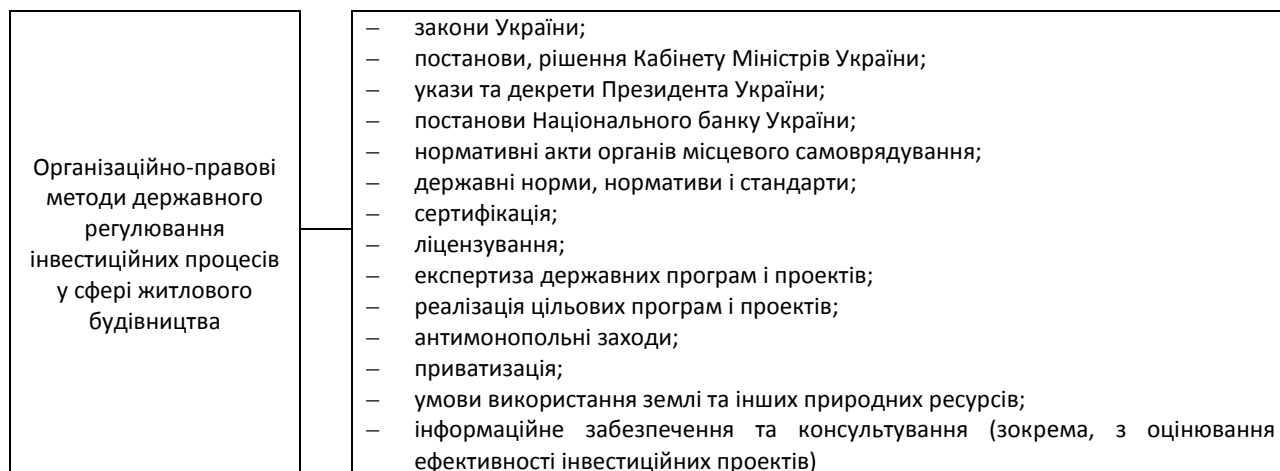 Організаційно-правові
методи державного
регулювання
інвестиційних процесів
у сфері житлового
будівництва
– закони України;
– постанови, рішення Кабінету Міністрів України;
– укази та декрети Президента України;
– постанови Національного банку України;
– нормативні акти органів місцевого самоврядування;
– державні норми, нормативи і стандарти;
– сертифікація;
– ліцензування;
– експертиза державних програм і проектів;
– реалізація цільових програм і проектів;
– антимонопольні заходи;
– приватизація;
– умови використання землі та інших природних ресурсів;
– інформаційне забезпечення та консультування (зокрема, з оцінювання
ефективності інвестиційних проектів)